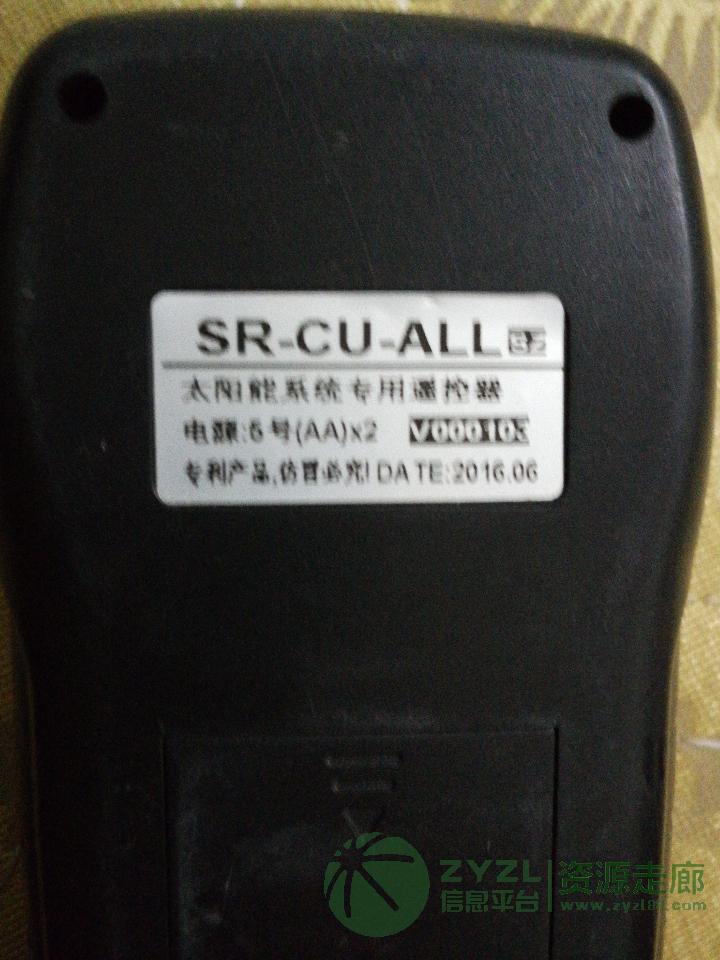 SR-CU-ALL
太阳能系统专用遥控器
电源:5号(AA)x2 V000103
专利产品,仿冒必究! DATE:2016.06
ZYZL 资源走廊
信息平台 www.zyzl81.com